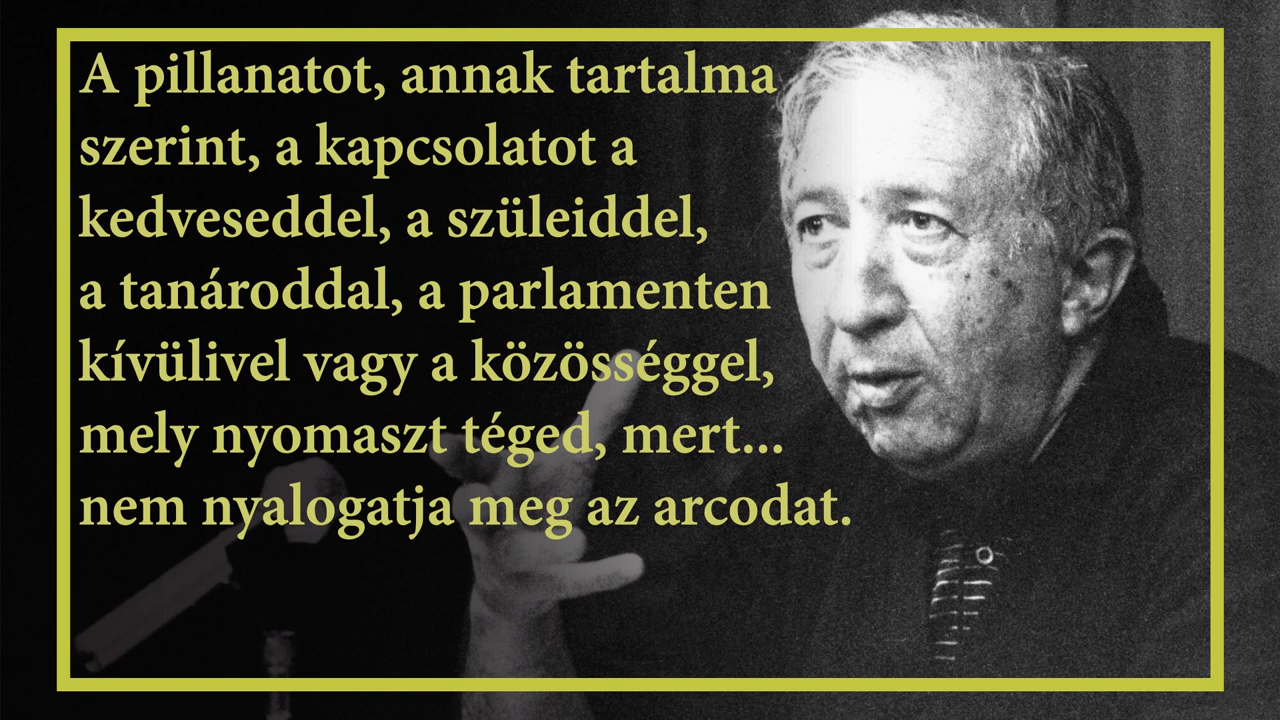 A pillanatot, annak tartalma
szerint, a kapcsolatot a
kedveseddel, a szüleiddel,
a tanároddal, a parlamenten
kívülivel vagy a közösséggel,
mely nyomaszt téged, mert...
nem nyalogatja meg az arcodat.